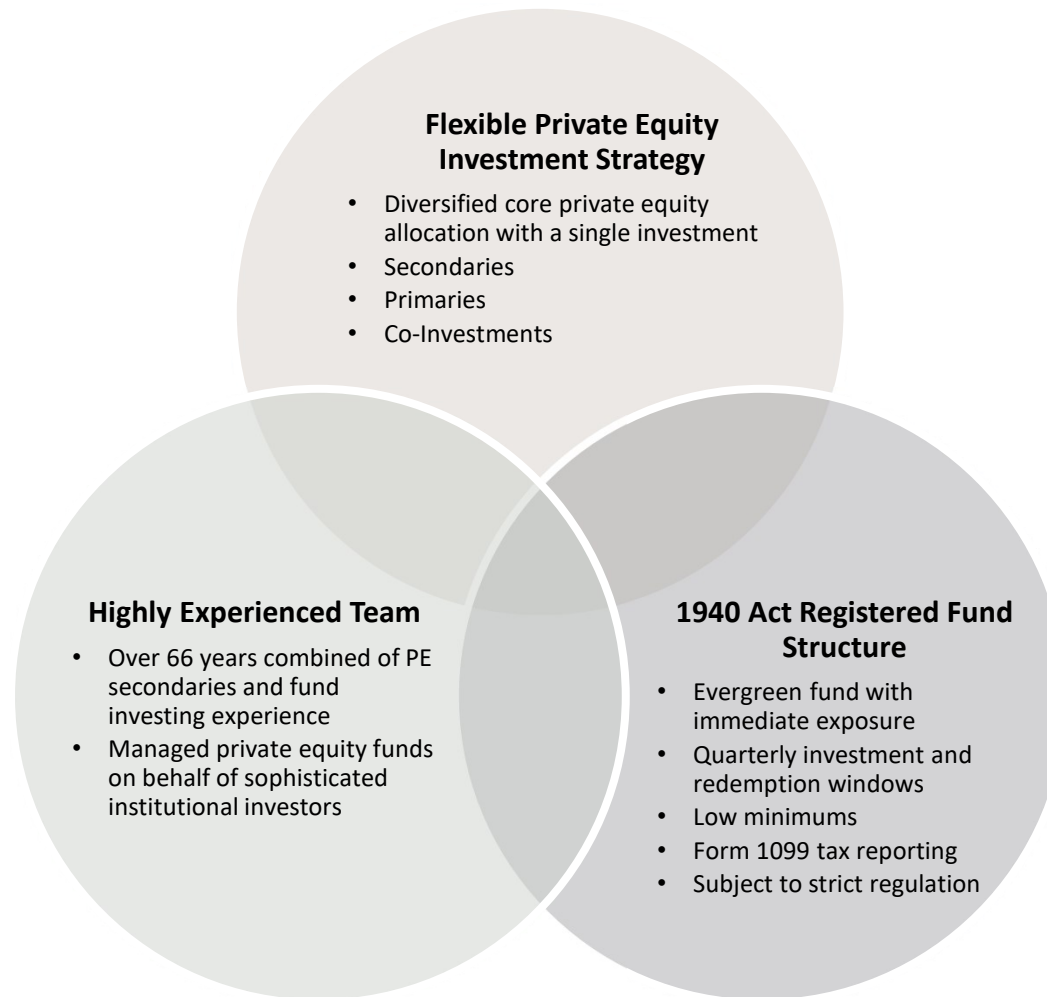 Flexible Private Equity
Investment Strategy
• Diversified core private equity
allocation with a single investment
• Secondaries
• Primaries
• Co-Investments
Highly Experienced Team
• Over 66 years combined of PE
secondaries and fund
investing experience
• Managed private equity funds
on behalf of sophisticated
institutional investors
1940 Act Registered Fund
Structure
• Evergreen fund with
immediate exposure
• Quarterly investment and
redemption windows
• Low minimums
• Form 1099 tax reporting
• Subject to strict regulation